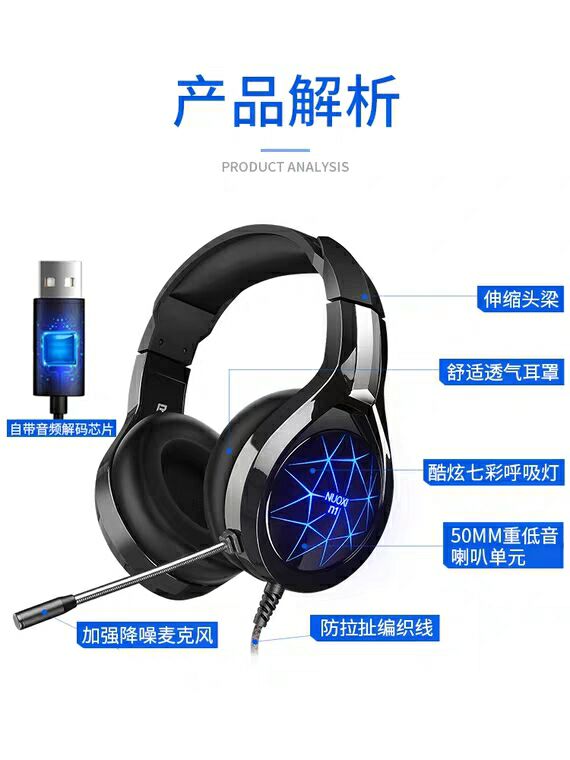 产品解析
PRODUCT ANALYSIS
伸缩头梁
舒适透气耳罩
自带音频解码芯片
R
酷炫七彩呼吸灯
NUOXI
n1
50MM重低音
喇叭单元
加强降噪麦克风
防拉扯编织线